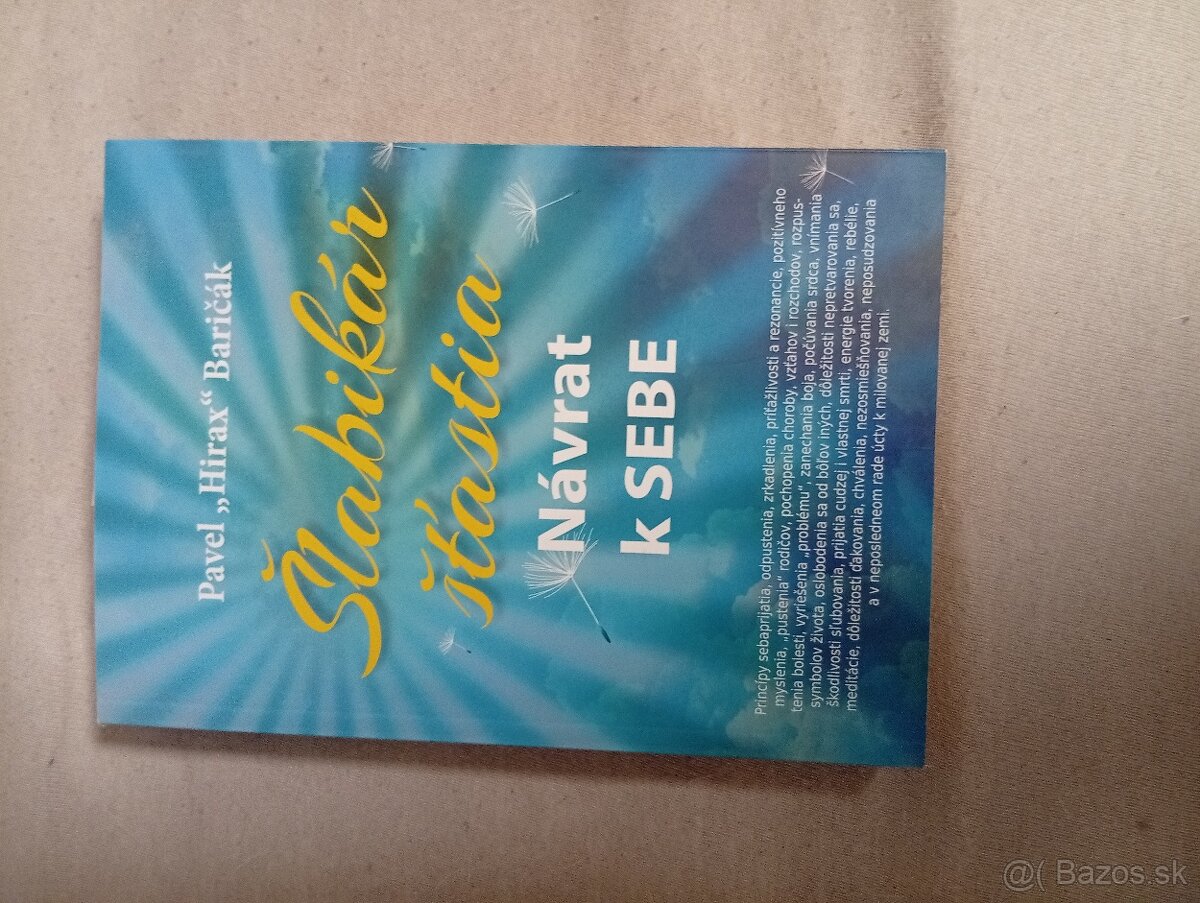 Pavel „Hirax“ Baričák
Šlabikár
šťastia
Návrat
k SEBE
Princípy sebaprijatia, odpustenia, zrkadlenia, príťažlivosti a rezonancie, pozitívneho
myslenia, „pustenia“ rodičov, pochopenia choroby, vzťahov i rozchodov, rozpus-
tenia bolesti, vyriešenia „problému“, zanechania boja, počúvania srdca, vnímania
symbolov života, oslobodenia sa od bôľov iných, dôležitosti nepretvarovania sa,
škodlivosti sľubovania, prijatia cudzej i vlastnej smrti, energie tvorenia, rebélie,
meditácie, dôležitosti ďakovania, chválenia, nezosmiešňovania, neposudzovania
a v neposlednom rade úcty k milovanej zemi.
@( Bazos.sk